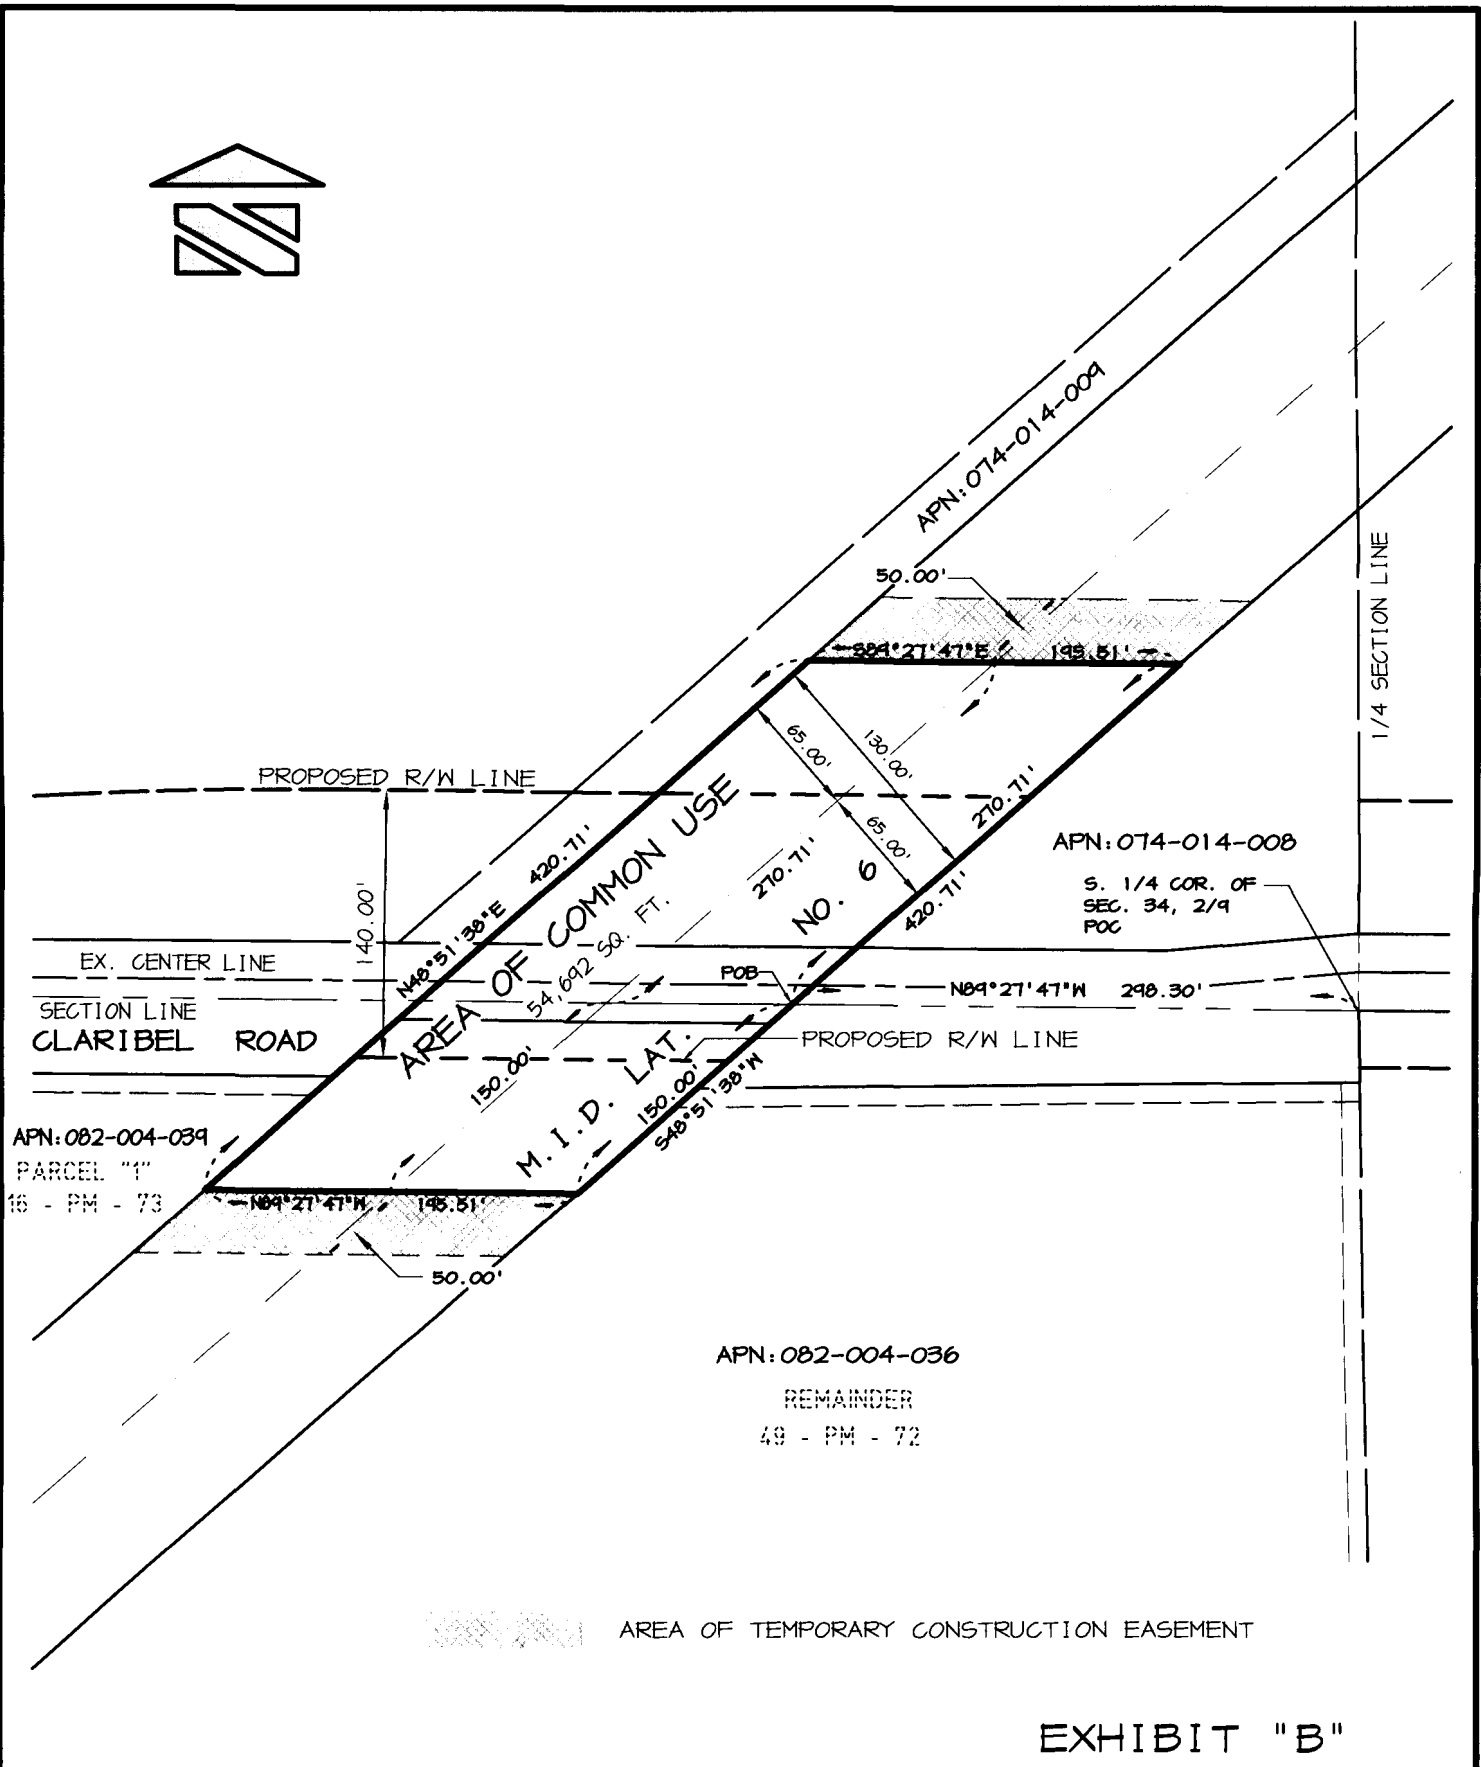 APN:074-014-009
50.00'
S89°27'47"E 195.51'
1/4 SECTION LINE
65.00'
130.00'
PROPOSED R/W LINE
270.71'
420.71'
65.00'
270.71'
APN:074-014-008
140.00'
S. 1/4 COR. OF
SEC. 34, 2/9
POC
420.71'
N48°51'38"E
AREA OF COMMON USE
54,692 SQ. FT.
EX. CENTER LINE
POB
N89°27'47"W 298.30'
SECTION LINE
CLARIBEL ROAD
PROPOSED R/W LINE
150.00'
M.I.D. LAT. NO. 6
150.00'
S48°51'38"W
APN:082-004-039
PARCEL "1"
16 - PM - 73
N89°27'47"W 195.51'
50.00'
APN:082-004-036
REMAINDER
49 - PM - 72
AREA OF TEMPORARY CONSTRUCTION EASEMENT
EXHIBIT "B"